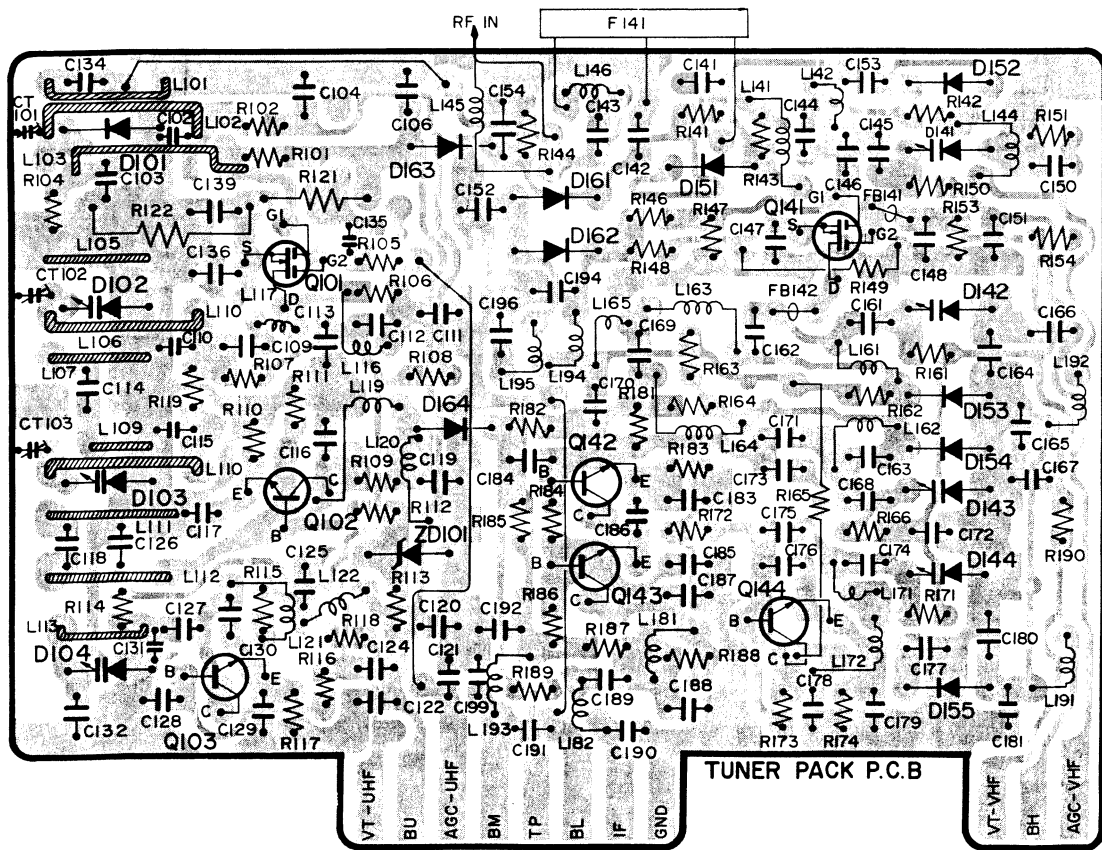 RF IN
F141
C134
L101
CT
101
C102
L102
R102
C104
C106
L145
C154
L146
C143
C141
R141
L141
L142
C153
D152
C144
R142
C145
D141
L144
R151
L103
D101
R101
D163
R144
C142
D151
R143
C150
R104
C103
C139
R121
C152
D161
R146
R147
Q141
G1
C146
FB141
R150
R153
C151
R122
G1
C135
L105
C136
S
G2
R105
D162
R148
C147
S
G2
C148
R154
CT102
D102
L117
Q101
R106
C194
D
R149
L110
D
C196
L165
L163
FB142
C161
D142
C166
L106
C110
C113
C109
C112
C111
C169
C162
L161
L192
L107
R107
L116
R108
L195
L194
R163
R161
C164
C114
R111
L119
C170
R119
R110
D164
R182
R181
R164
R162
D153
CT103
L109
C115
C116
L120
Q142
L164
C171
L162
C165
L110
R109
C119
C184
B
R183
C173
C163
D154
C167
D103
E
C
R184
E
C183
R165
C168
D143
Q102
R112
R185
C
C186
R172
C175
R166
L111
C117
B
ZD101
C172
R190
C118
C126
C125
B
C185
C176
C174
D144
L112
R115
L122
R113
C
Q143
E
C187
Q144
L171
R171
R114
C127
R186
L113
C131
C130
L121
R118
C120
C192
R187
L181
B
E
C180
D104
B
E
R116
C124
C121
R189
R188
C
L172
C177
C
C128
C129
C122
C199
C189
C188
C178
L191
C132
Q103
R117
L193
C191
L182
C190
R173
R174
C179
D155
C181
TUNER PACK P.C.B
VT-UHF
BU
AGC-UHF
BM
TP
BL
IF
GND
VT-VHF
BH
AGC-VHF